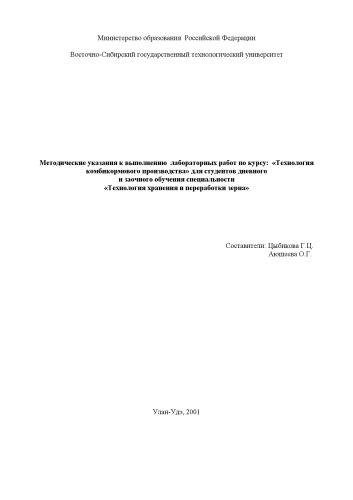 Министерство образования Российской Федерации
Восточно-Сибирский государственный технологический университет
Методические указания к выполнению лабораторных работ по курсу: «Технология
комбикормового производства» для студентов дневного
и заочного обучения специальности
«Технология хранения и переработки зерна»
Составители: Цыбикова Г.Ц.
Аюшеева О.Г.
Улан-Удэ, 2001